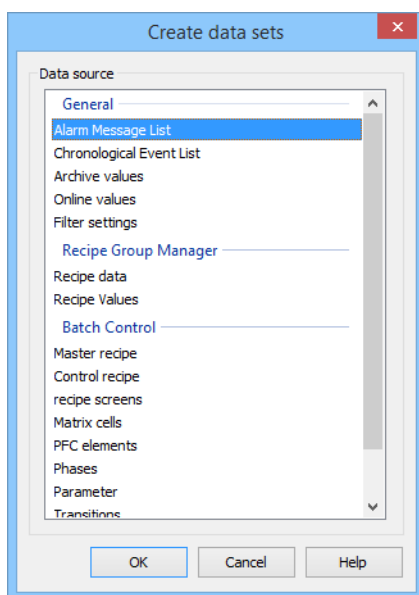 Create data sets
Data source
General
Alarm Message List
Chronological Event List
Archive values
Online values
Filter settings
Recipe Group Manager
Recipe data
Recipe Values
Batch Control
Master recipe
Control recipe
recipe screens
Matrix cells
PFC elements
Phases
Parameter
Transitions
OK Cancel Help